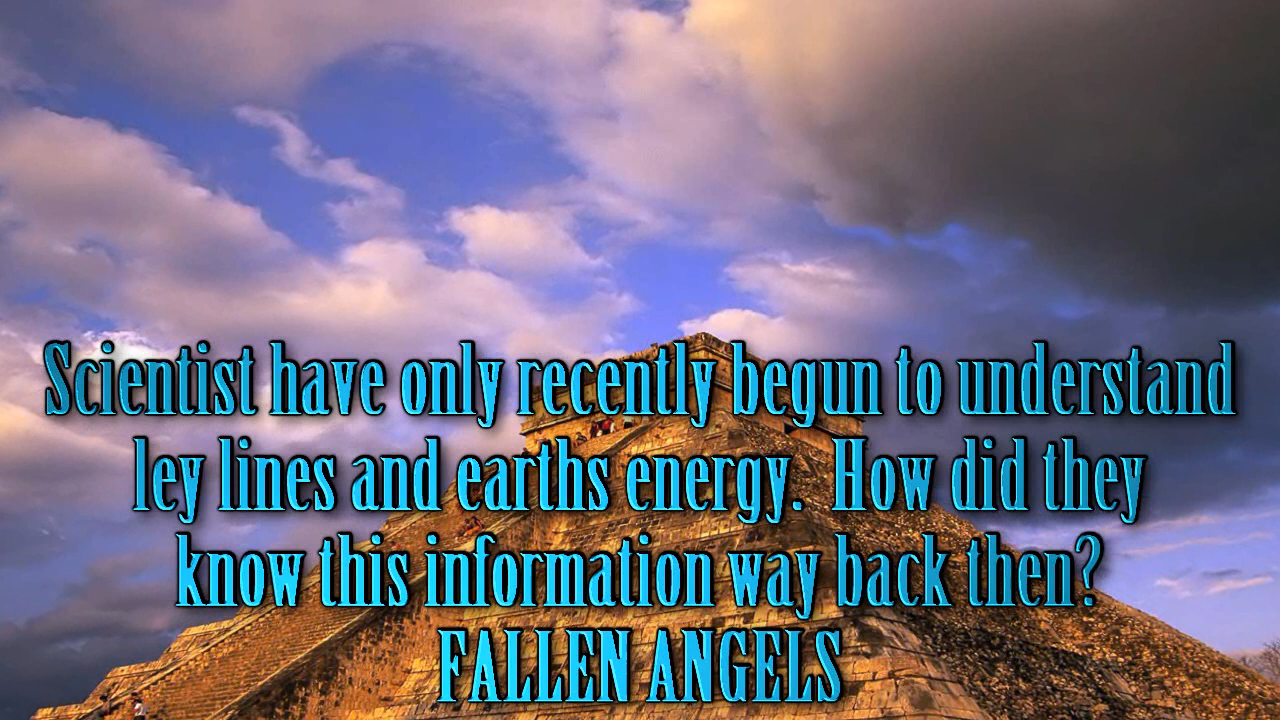 Scientist have only recently begun to understand
ley lines and earths energy. How did they
know this information way back then?
FALLEN ANGELS